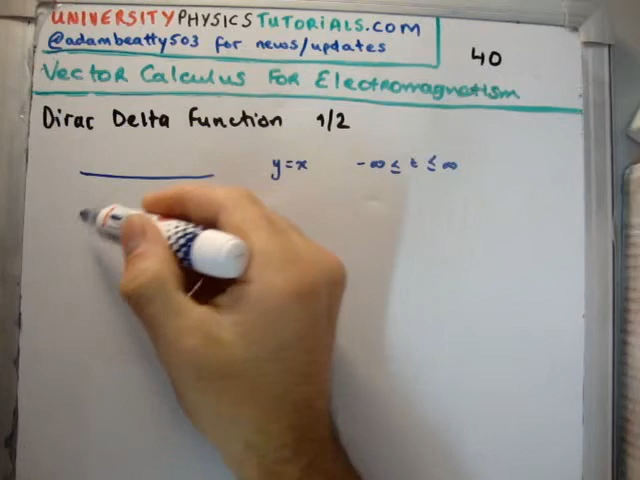 UNIVERSITYPHYSICSTUTORIALS.COM
@adambeatty503 for news/updates
40
Vector Calculus For Electromagnetism
Dirac Delta Function 1/2
y=x -∞ ≤ t ≤ ∞